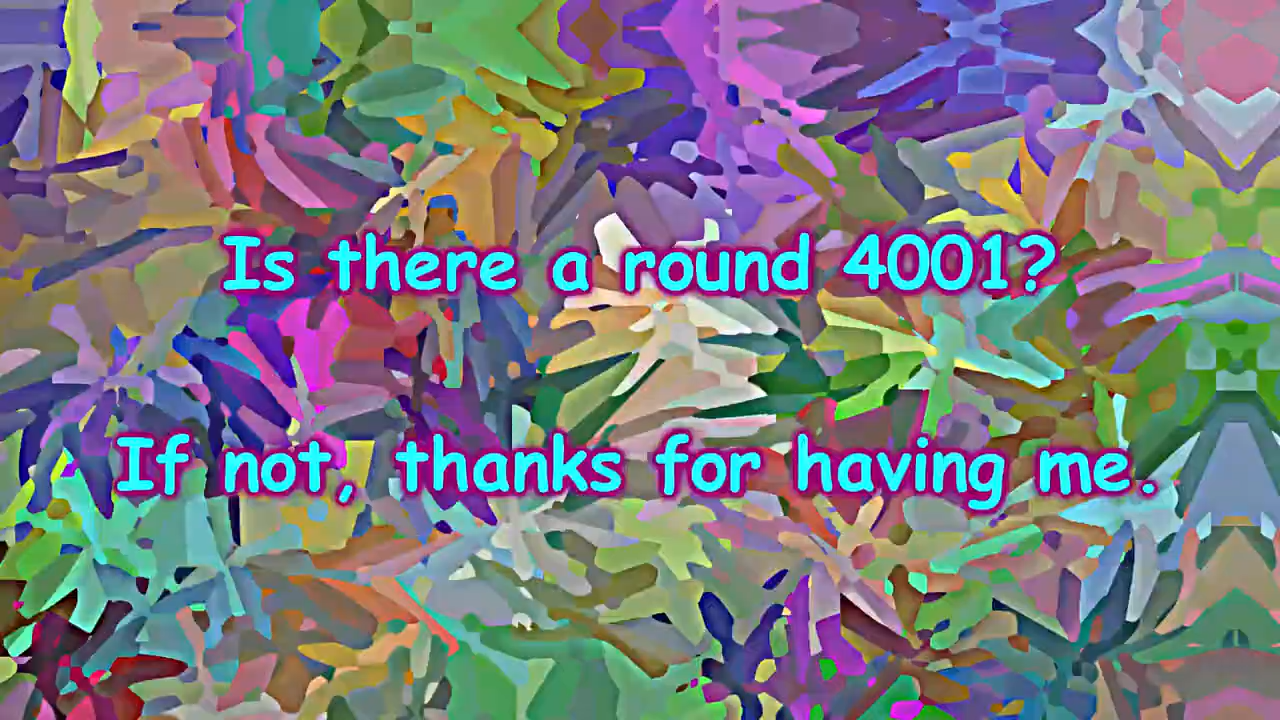 Is there a round 4001?
If not, thanks for having me.